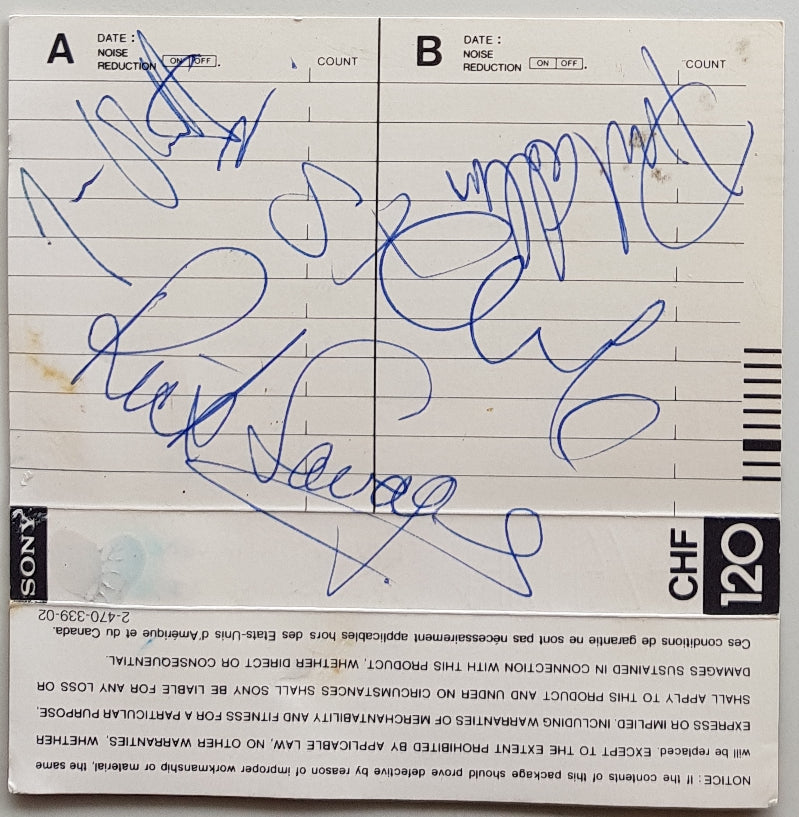 A
DATE :
NOISE
REDUCTION ON OFF .
COUNT
B
DATE :
NOISE
REDUCTION ON OFF .
COUNT
Rick Savage
SONY
CHF
120
2-470-339-02
NOTICE : If the contents of this package should prove defective by reason of improper workmanship or material, the same
will be replaced. EXCEPT TO THE EXTENT PROHIBITED BY APPLICABLE LAW, NO OTHER WARRANTIES, WHETHER
EXPRESS OR IMPLIED, INCLUDING WARRANTIES OF MERCHANTABILITY AND FITNESS FOR A PARTICULAR PURPOSE,
SHALL APPLY TO THIS PRODUCT AND UNDER NO CIRCUMSTANCES SHALL SONY BE LIABLE FOR ANY LOSS OR
DAMAGES SUSTAINED IN CONNECTION WITH THIS PRODUCT, WHETHER DIRECT OR CONSEQUENTIAL.
Ces conditions de garantie ne sont pas nécessairement applicables hors des Etats-Unis d'Amérique et du Canada.